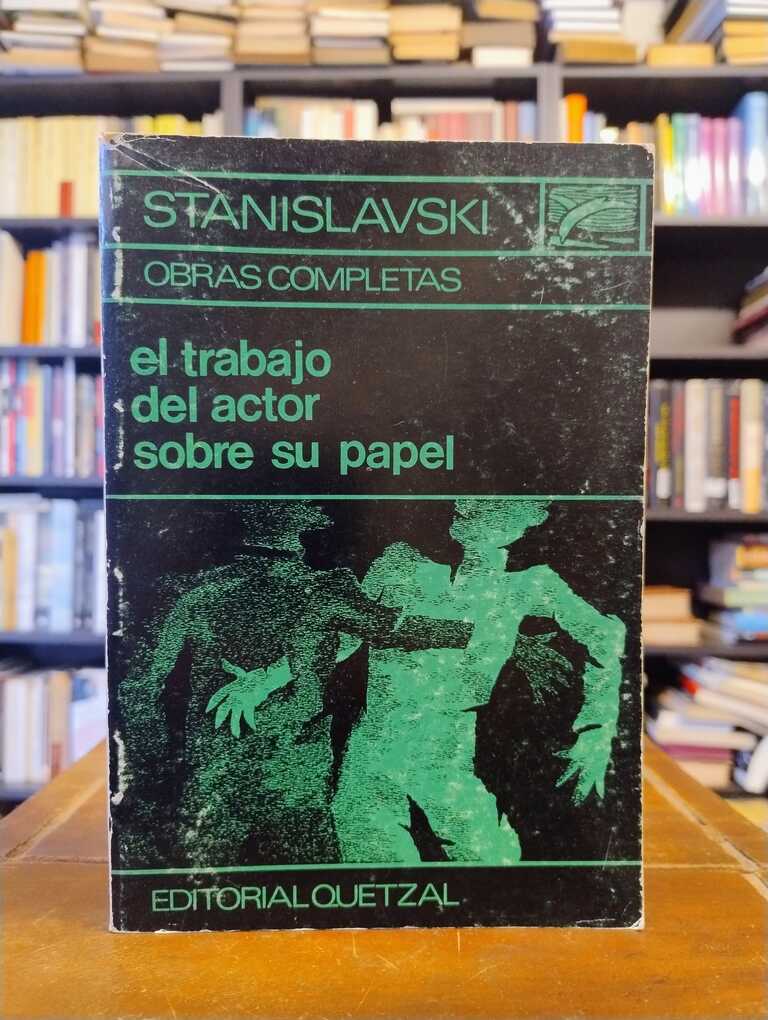 STANISLAVSKI
OBRAS COMPLETAS
el trabajo
del actor
sobre su papel
EDITORIAL QUETZAL